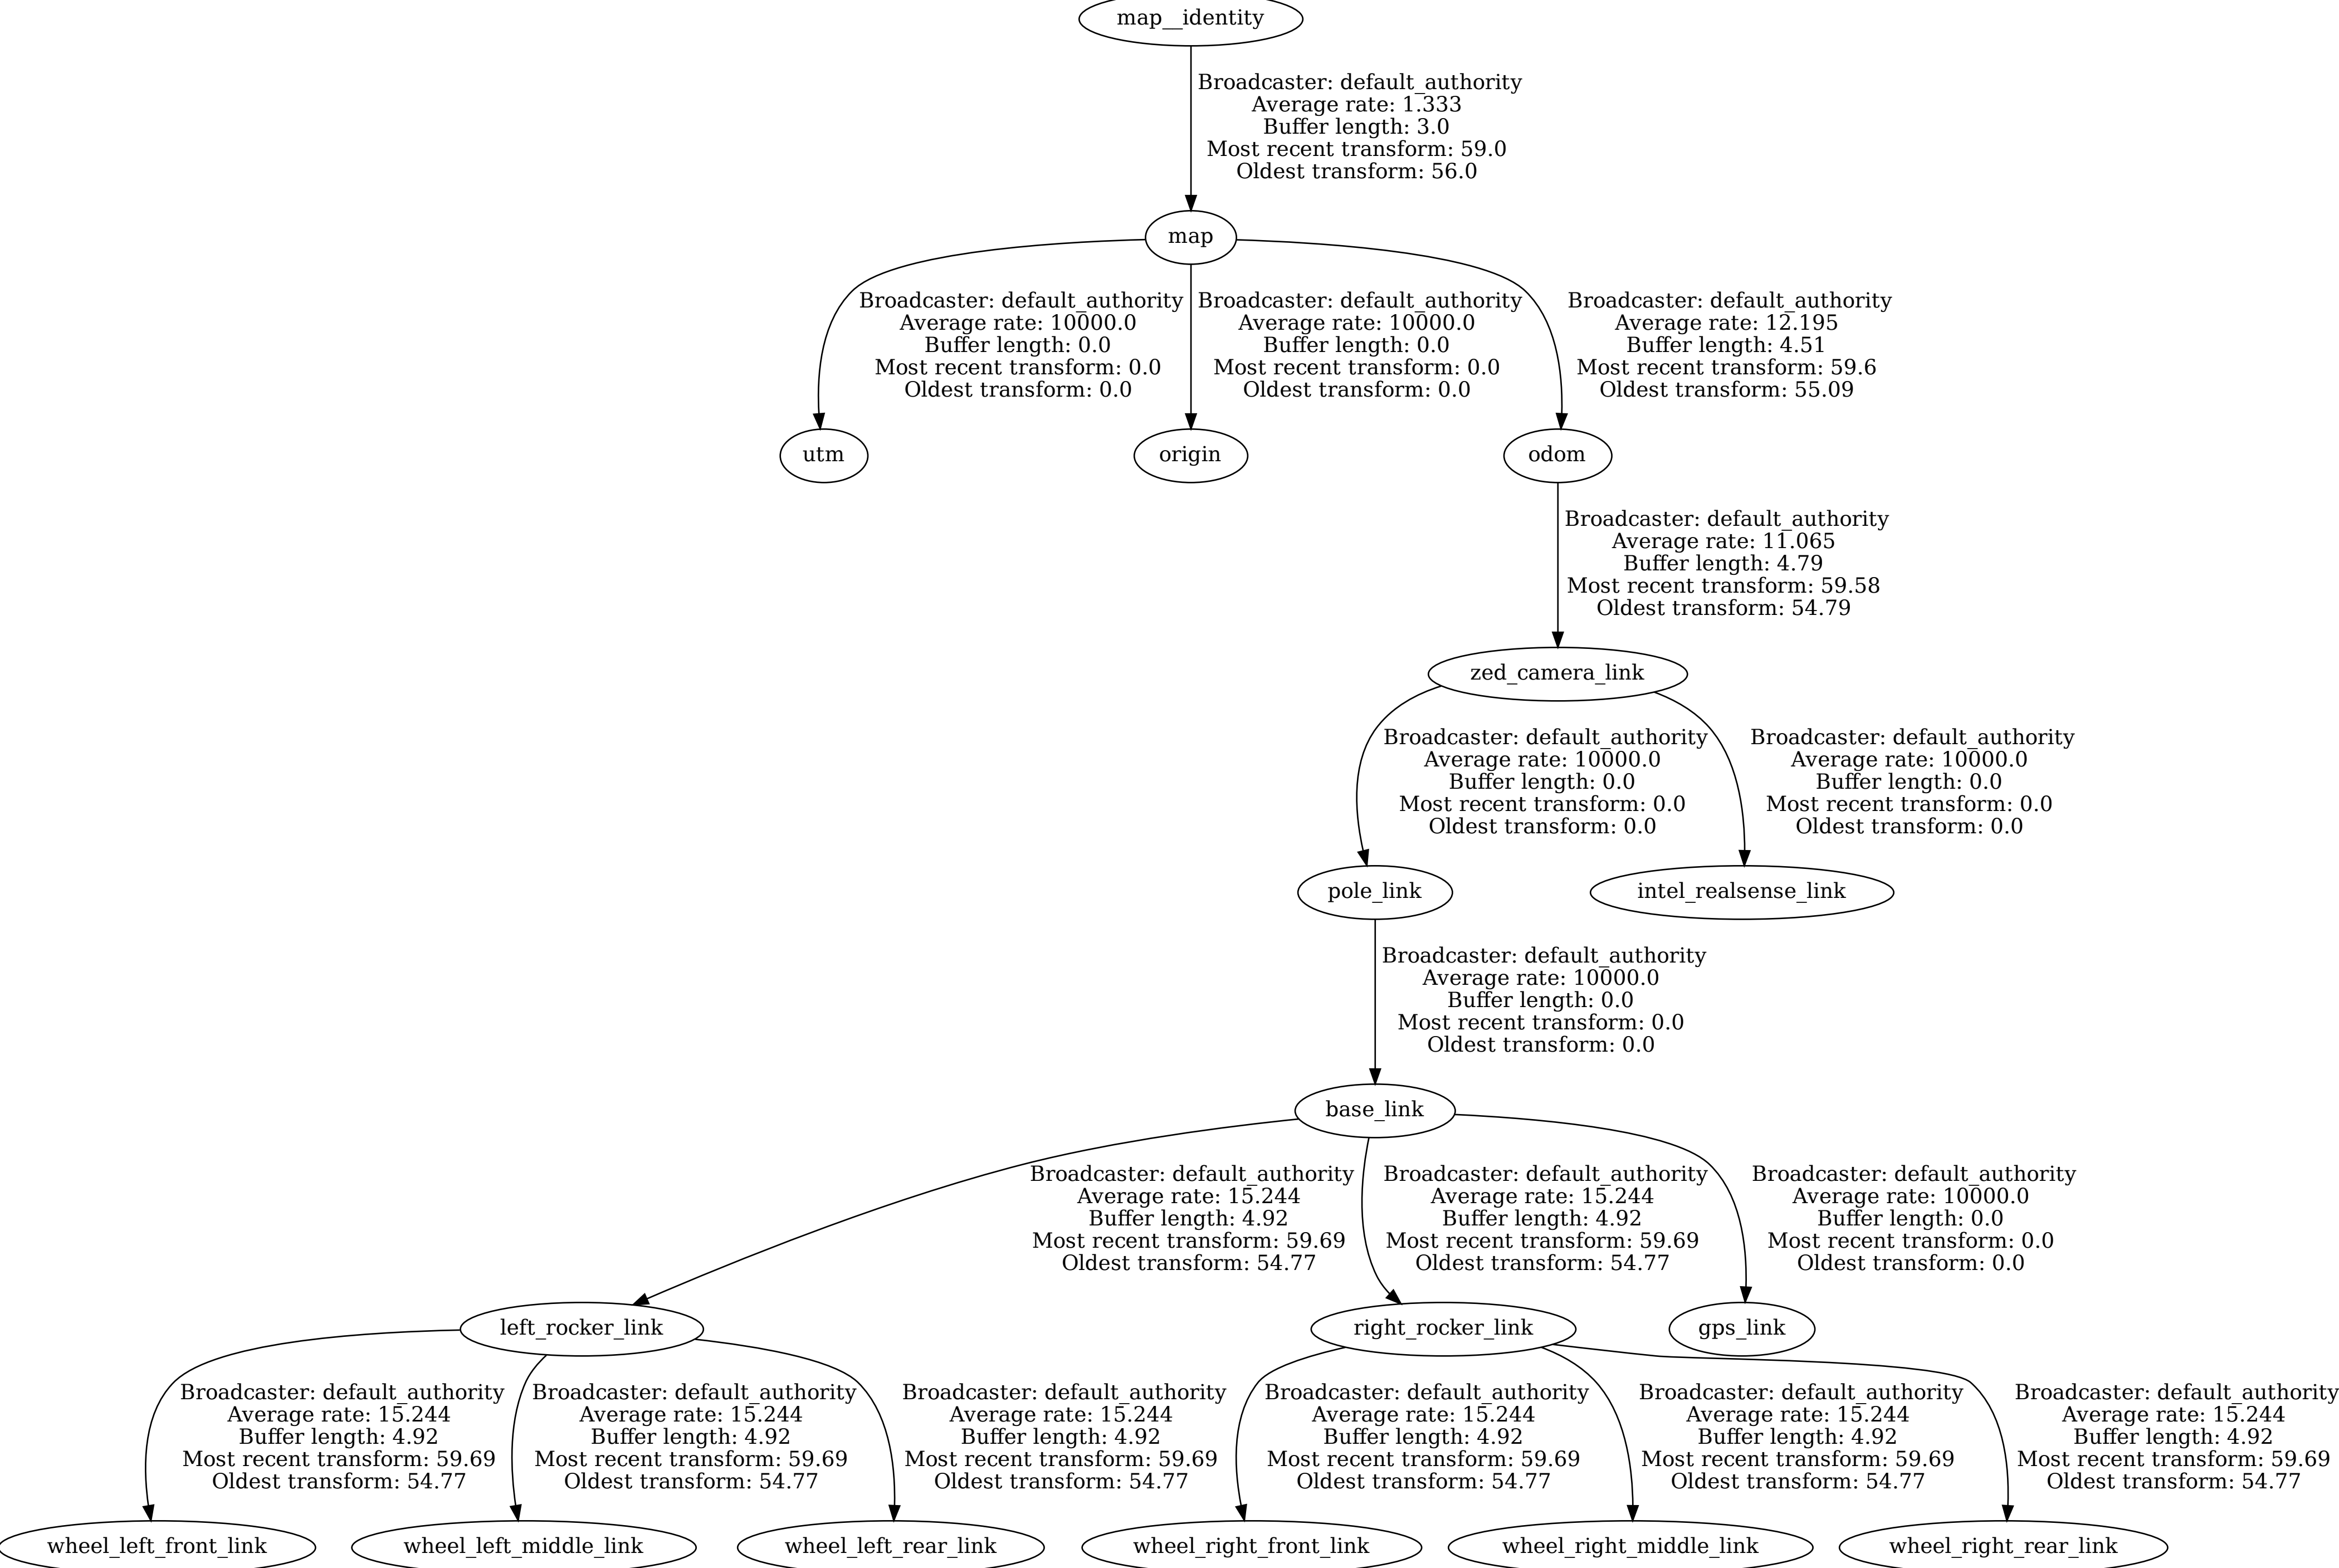 map__identity
Broadcaster: default_authority
Average rate: 1.333
Buffer length: 3.0
Most recent transform: 59.0
Oldest transform: 56.0
map
Broadcaster: default_authority
Average rate: 10000.0
Buffer length: 0.0
Most recent transform: 0.0
Oldest transform: 0.0
Broadcaster: default_authority
Average rate: 10000.0
Buffer length: 0.0
Most recent transform: 0.0
Oldest transform: 0.0
Broadcaster: default_authority
Average rate: 12.195
Buffer length: 4.51
Most recent transform: 59.6
Oldest transform: 55.09
utm
origin
odom
Broadcaster: default_authority
Average rate: 11.065
Buffer length: 4.79
Most recent transform: 59.58
Oldest transform: 54.79
zed_camera_link
Broadcaster: default_authority
Average rate: 10000.0
Buffer length: 0.0
Most recent transform: 0.0
Oldest transform: 0.0
Broadcaster: default_authority
Average rate: 10000.0
Buffer length: 0.0
Most recent transform: 0.0
Oldest transform: 0.0
pole_link
intel_realsense_link
Broadcaster: default_authority
Average rate: 10000.0
Buffer length: 0.0
Most recent transform: 0.0
Oldest transform: 0.0
base_link
Broadcaster: default_authority
Average rate: 15.244
Buffer length: 4.92
Most recent transform: 59.69
Oldest transform: 54.77
Broadcaster: default_authority
Average rate: 15.244
Buffer length: 4.92
Most recent transform: 59.69
Oldest transform: 54.77
Broadcaster: default_authority
Average rate: 10000.0
Buffer length: 0.0
Most recent transform: 0.0
Oldest transform: 0.0
left_rocker_link
right_rocker_link
gps_link
Broadcaster: default_authority
Average rate: 15.244
Buffer length: 4.92
Most recent transform: 59.69
Oldest transform: 54.77
Broadcaster: default_authority
Average rate: 15.244
Buffer length: 4.92
Most recent transform: 59.69
Oldest transform: 54.77
Broadcaster: default_authority
Average rate: 15.244
Buffer length: 4.92
Most recent transform: 59.69
Oldest transform: 54.77
Broadcaster: default_authority
Average rate: 15.244
Buffer length: 4.92
Most recent transform: 59.69
Oldest transform: 54.77
Broadcaster: default_authority
Average rate: 15.244
Buffer length: 4.92
Most recent transform: 59.69
Oldest transform: 54.77
Broadcaster: default_authority
Average rate: 15.244
Buffer length: 4.92
Most recent transform: 59.69
Oldest transform: 54.77
wheel_left_front_link
wheel_left_middle_link
wheel_left_rear_link
wheel_right_front_link
wheel_right_middle_link
wheel_right_rear_link